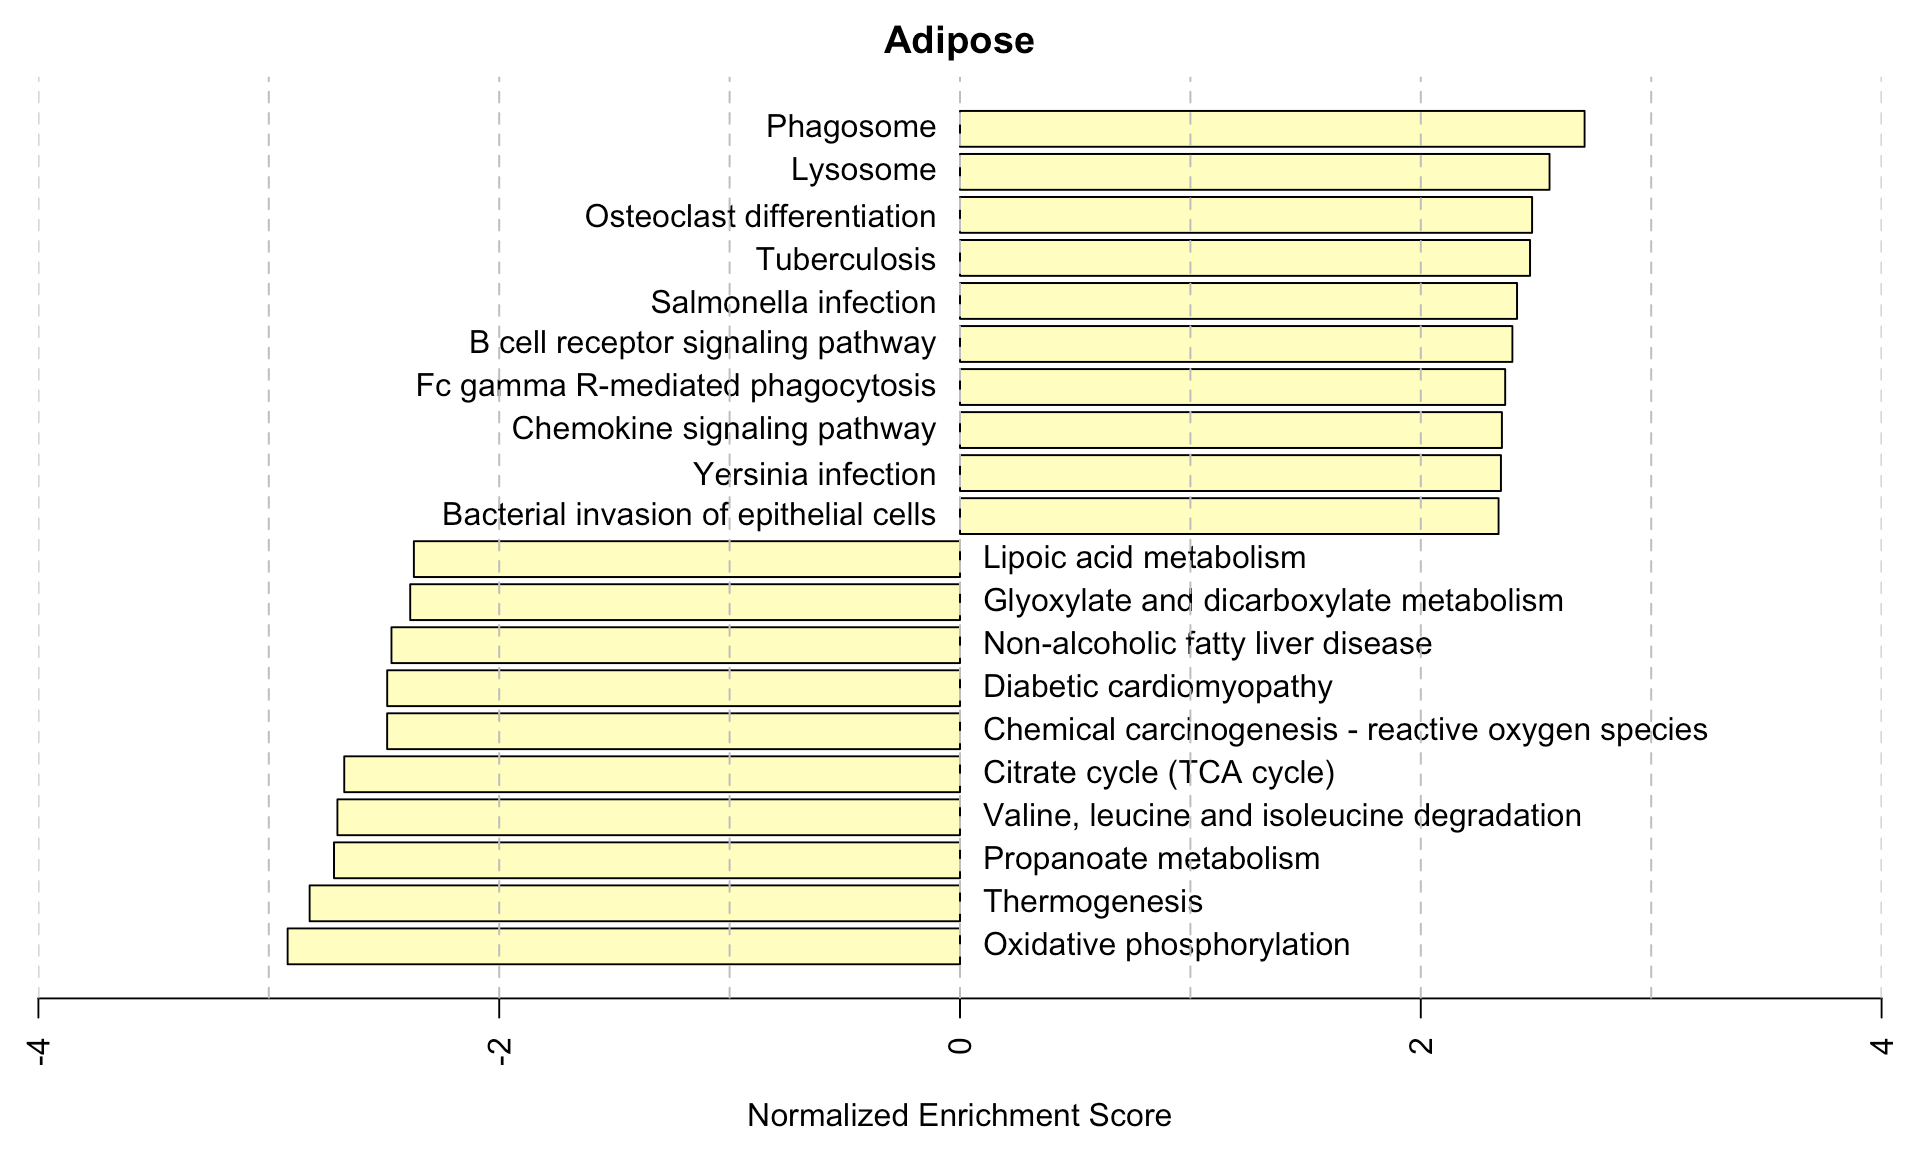 Adipose
Phagosome
Lysosome
Osteoclast differentiation
Tuberculosis
Salmonella infection
B cell receptor signaling pathway
Fc gamma R-mediated phagocytosis
Chemokine signaling pathway
Yersinia infection
Bacterial invasion of epithelial cells
Lipoic acid metabolism
Glyoxylate and dicarboxylate metabolism
Non-alcoholic fatty liver disease
Diabetic cardiomyopathy
Chemical carcinogenesis - reactive oxygen species
Citrate cycle (TCA cycle)
Valine, leucine and isoleucine degradation
Propanoate metabolism
Thermogenesis
Oxidative phosphorylation
-4 -2 0 2 4
Normalized Enrichment Score